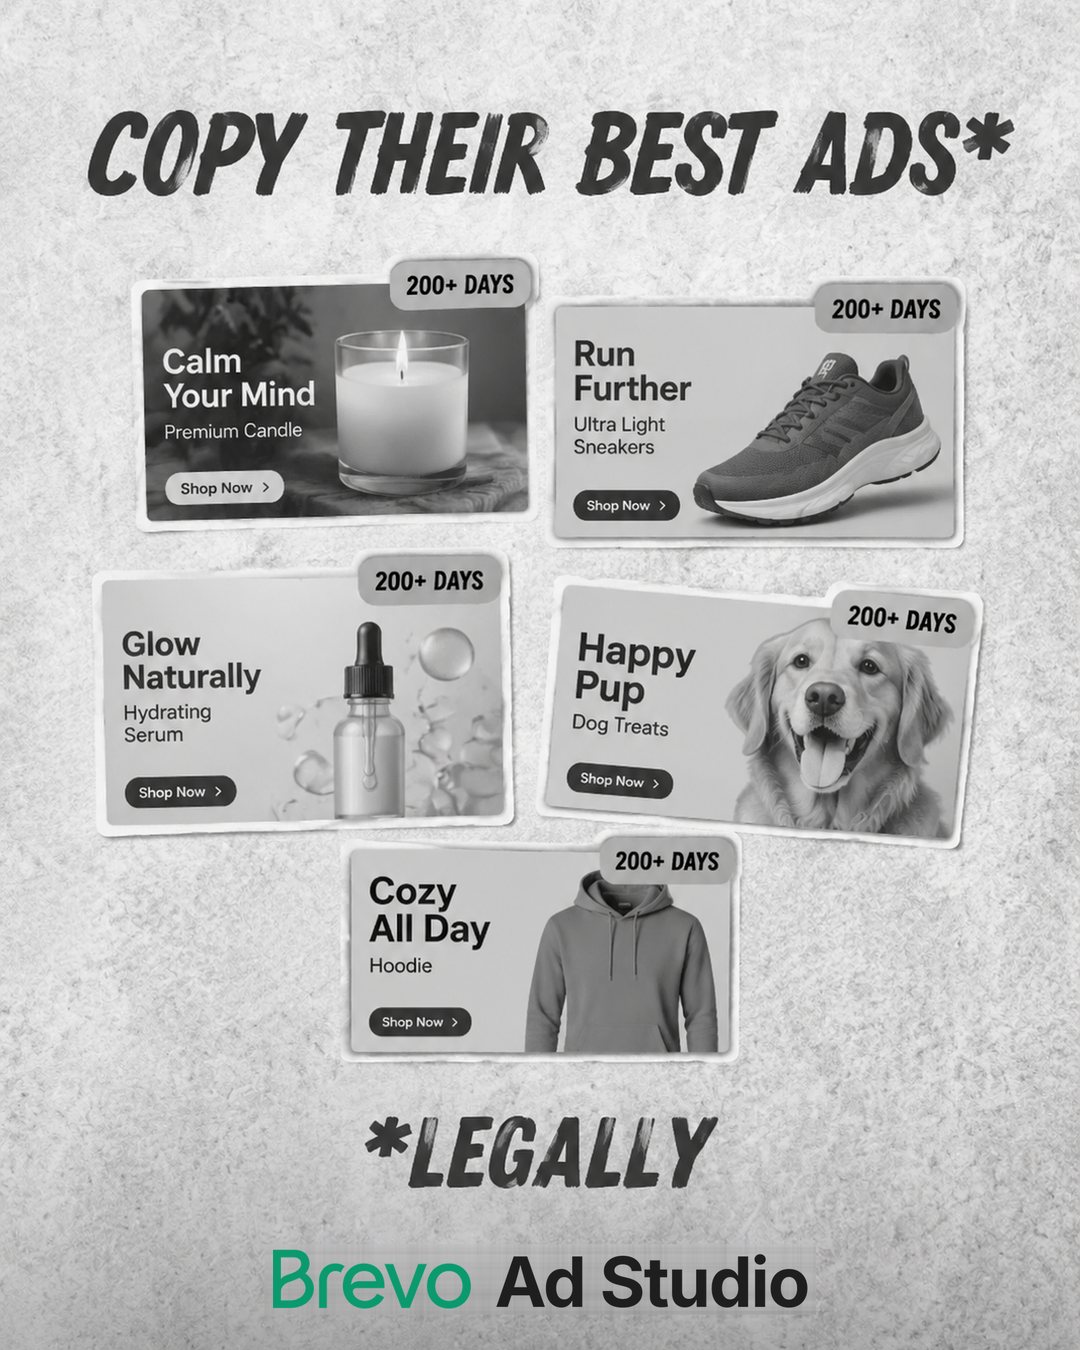 COPY THEIR BEST ADS*
200+ DAYS
Calm
Your Mind
Premium Candle
Shop Now >
200+ DAYS
Run
Further
Ultra Light
Sneakers
Shop Now >
200+ DAYS
Glow
Naturally
Hydrating
Serum
Shop Now >
200+ DAYS
Happy
Pup
Dog Treats
Shop Now >
200+ DAYS
Cozy
All Day
Hoodie
Shop Now >
*LEGALLY
Brevo Ad Studio